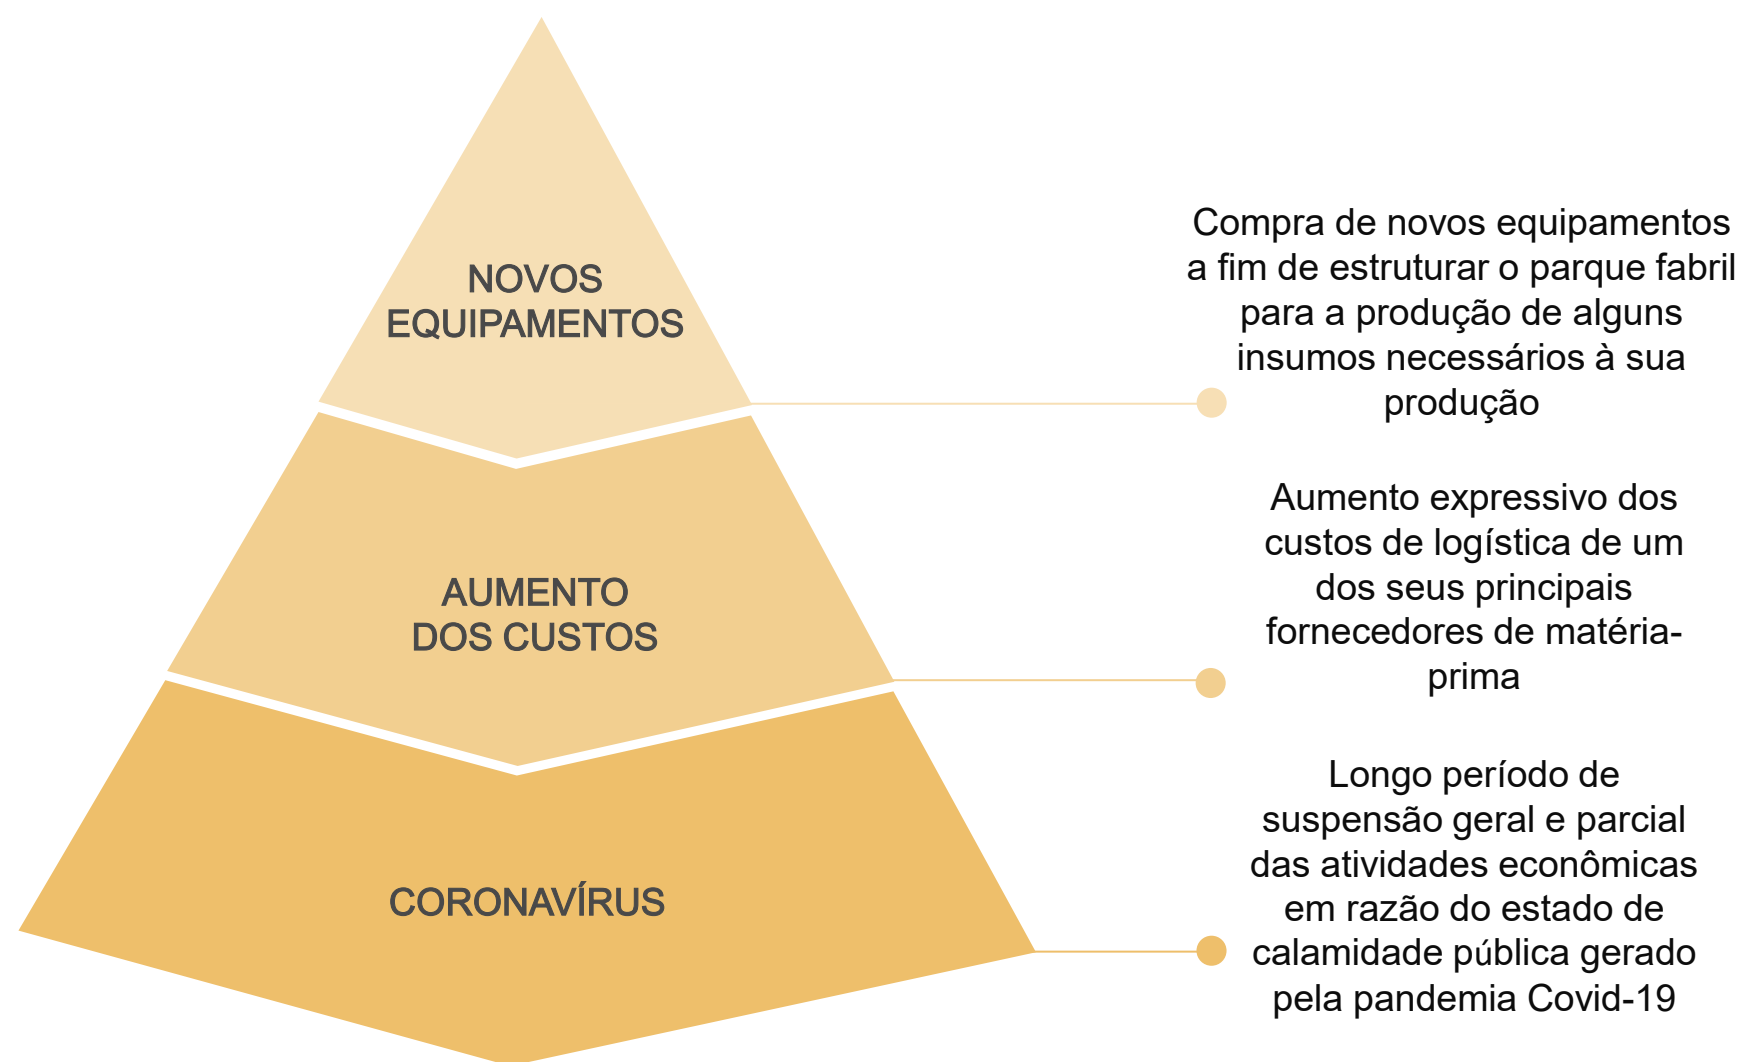 NOVOS
EQUIPAMENTOS
Compra de novos equipamentos
a fim de estruturar o parque fabril
para a produção de alguns
insumos necessários à sua
produção
AUMENTO
DOS CUSTOS
Aumento expressivo dos
custos de logística de um
dos seus principais
fornecedores de matéria-
prima
CORONAVÍRUS
Longo período de
suspensão geral e parcial
das atividades econômicas
em razão do estado de
calamidade pública gerado
pela pandemia Covid-19